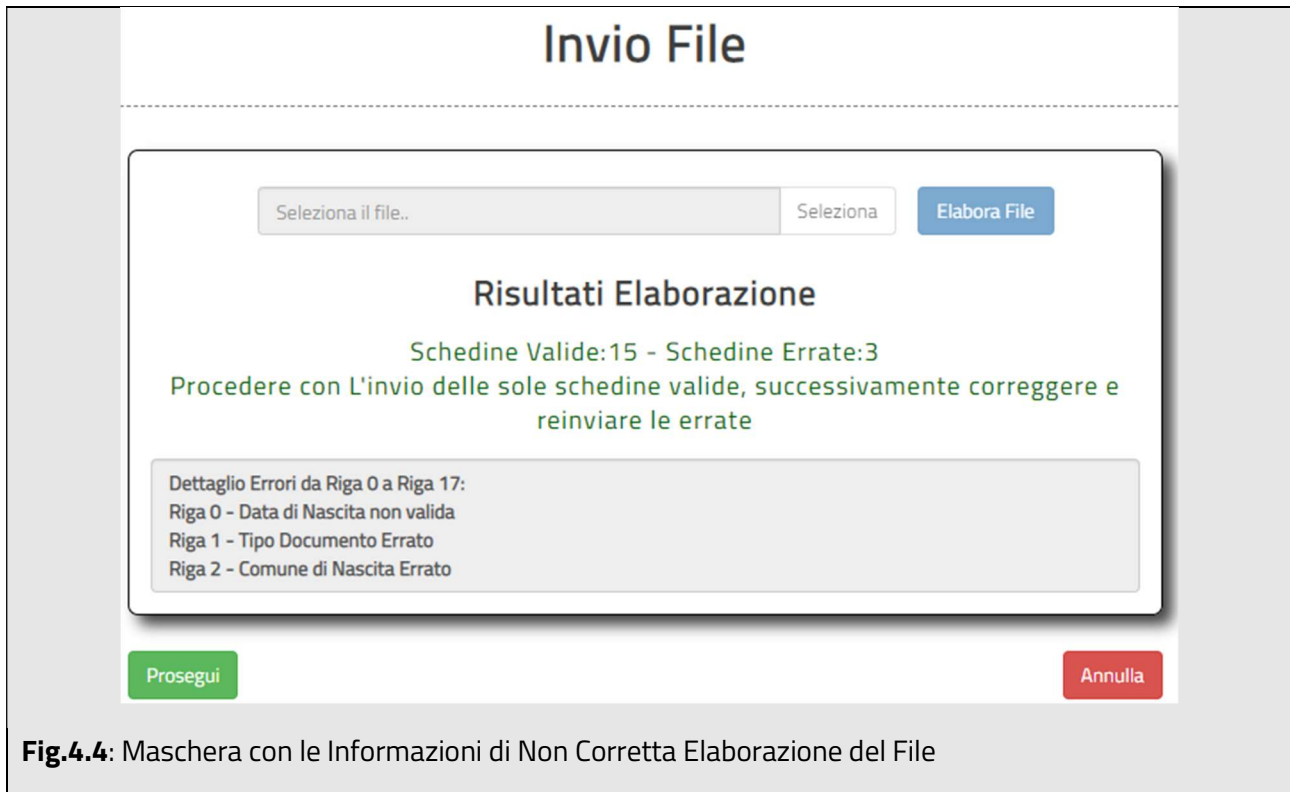 Invio File
Seleziona il file.. Seleziona Elabora File
Risultati Elaborazione
Schedine Valide:15 - Schedine Errate:3
Procedere con L'invio delle sole schedine valide, successivamente correggere e
reinviare le errate
Dettaglio Errori da Riga 0 a Riga 17:
Riga 0 - Data di Nascita non valida
Riga 1 - Tipo Documento Errato
Riga 2 - Comune di Nascita Errato
Prosegui Annulla
Fig.4.4: Maschera con le Informazioni di Non Corretta Elaborazione del File